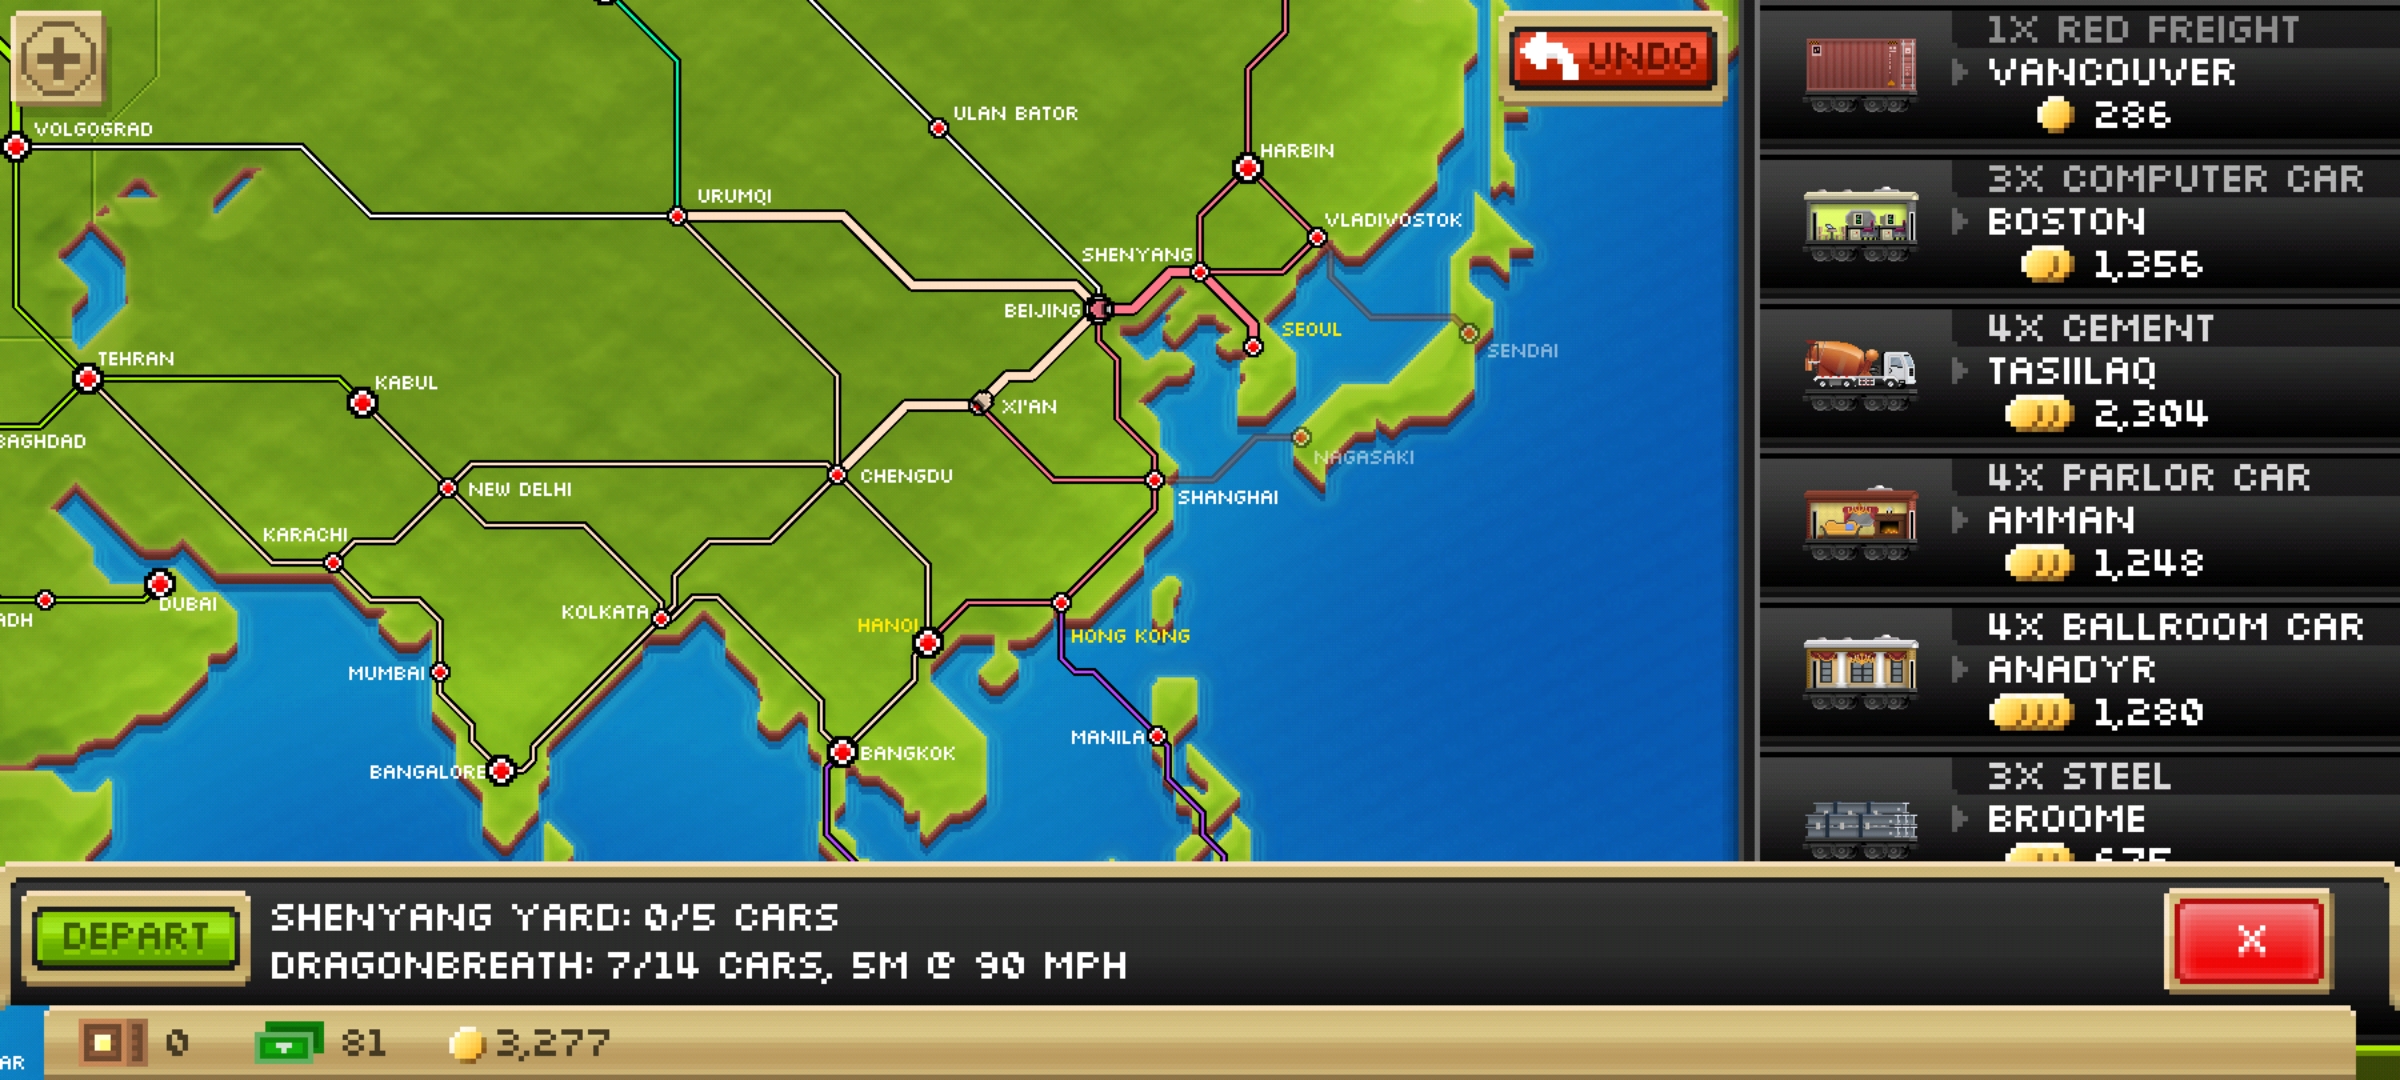 UNDO
VOLGOGRAD
ULAN BATOR
HARBIN
URUMQI
VLADIVOSTOK
SHENYANG
BEIJING
SEOUL
SENDAI
TEHRAN
KABUL
XI'AN
BAGHDAD
NAGASAKI
CHENGDU
NEW DELHI
SHANGHAI
KARACHI
DUBAI
KOLKATA
ADH
HANOI
HONG KONG
MUMBAI
MANILA
BANGKOK
BANGALORE
1X RED FREIGHT
VANCOUVER
286
3X COMPUTER CAR
BOSTON
1,356
4X CEMENT
TASIILAQ
2,304
4X PARLOR CAR
AMMAN
1,248
4X BALLROOM CAR
ANADYR
1,280
3X STEEL
BROOME
675
DEPART
SHENYANG YARD: 0/5 CARS
DRAGONBREATH: 7/14 CARS, 5M @ 90 MPH
X
AR
0
81
3,277